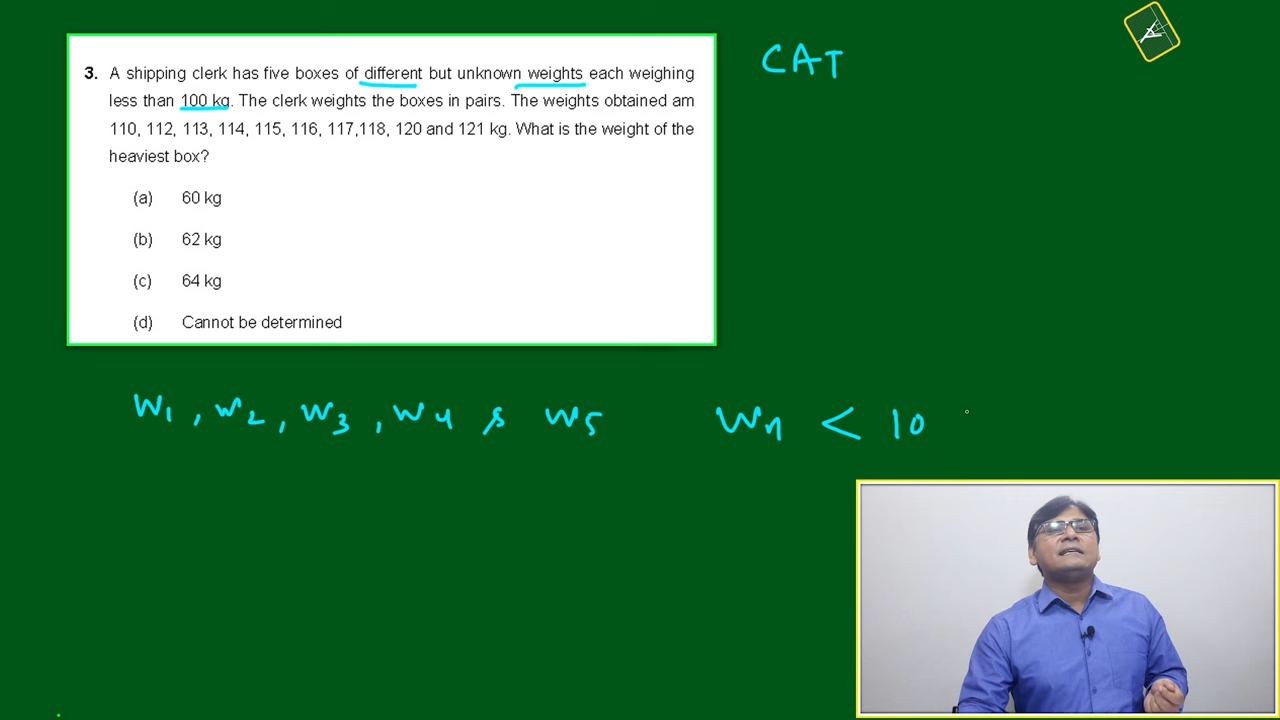 3. A shipping clerk has five boxes of different but unknown weights each weighing
less than 100 kg. The clerk weights the boxes in pairs. The weights obtained am
110, 112, 113, 114, 115, 116, 117,118, 120 and 121 kg. What is the weight of the
heaviest box?
(a) 60 kg
(b) 62 kg
(c) 64 kg
(d) Cannot be determined
CAT
W1, W2, W3, W4 & W5 Wn < 10